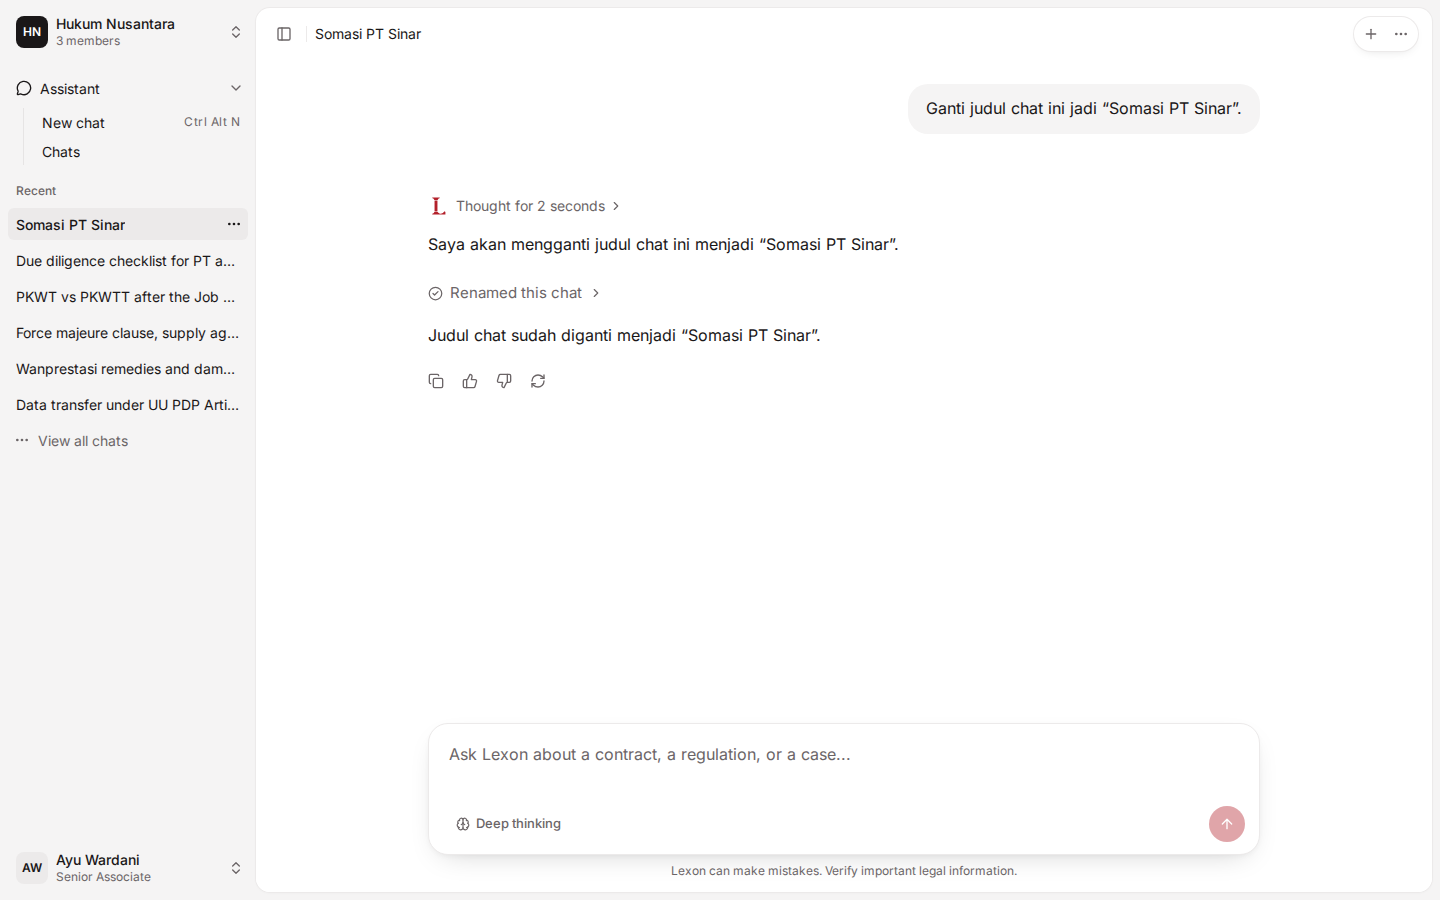 HN
Hukum Nusantara
3 members
Assistant
New chat
Ctrl Alt N
Chats
Recent
Somasi PT Sinar
Due diligence checklist for PT a...
PKWT vs PKWTT after the Job ...
Force majeure clause, supply ag...
Wanprestasi remedies and dam...
Data transfer under UU PDP Arti...
View all chats
AW
Ayu Wardani
Senior Associate
Somasi PT Sinar
Ganti judul chat ini jadi “Somasi PT Sinar”.
L
Thought for 2 seconds
Saya akan mengganti judul chat ini menjadi “Somasi PT Sinar”.
Renamed this chat
Judul chat sudah diganti menjadi “Somasi PT Sinar”.
Ask Lexon about a contract, a regulation, or a case...
Deep thinking
Lexon can make mistakes. Verify important legal information.